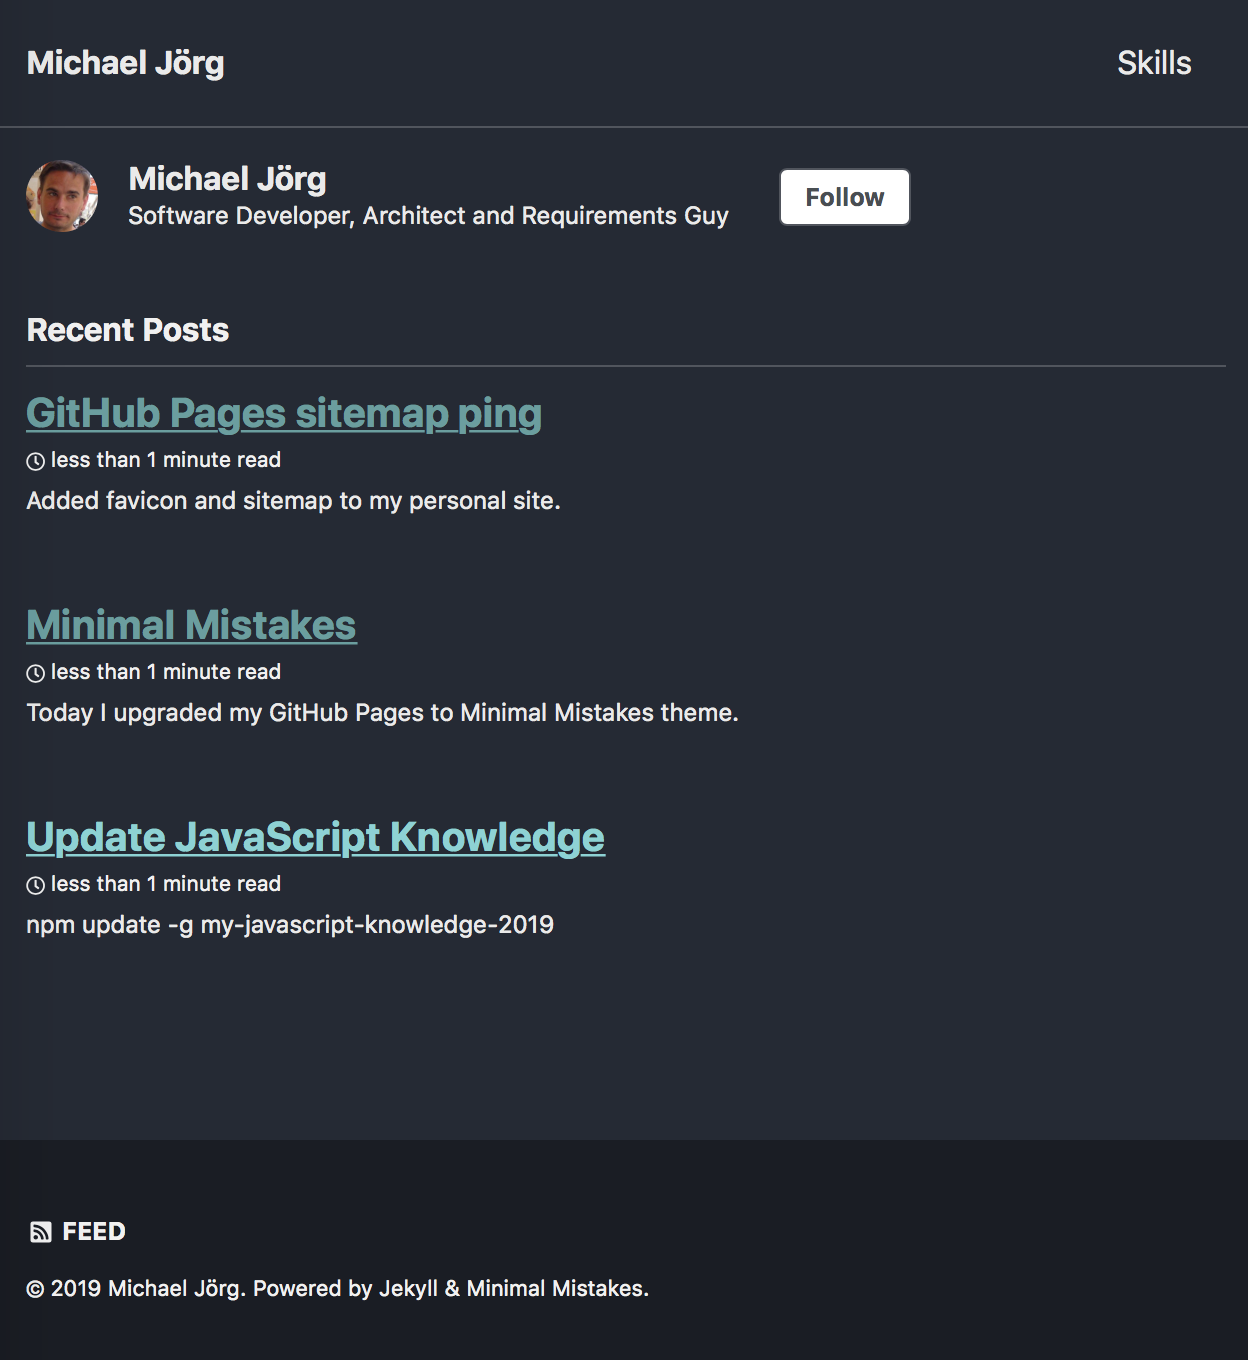 Michael Jörg
Skills
Michael Jörg
Software Developer, Architect and Requirements Guy
Follow
Recent Posts
GitHub Pages sitemap ping
less than 1 minute read
Added favicon and sitemap to my personal site.
Minimal Mistakes
less than 1 minute read
Today I upgraded my GitHub Pages to Minimal Mistakes theme.
Update JavaScript Knowledge
less than 1 minute read
npm update -g my-javascript-knowledge-2019
FEED
© 2019 Michael Jörg. Powered by Jekyll & Minimal Mistakes.